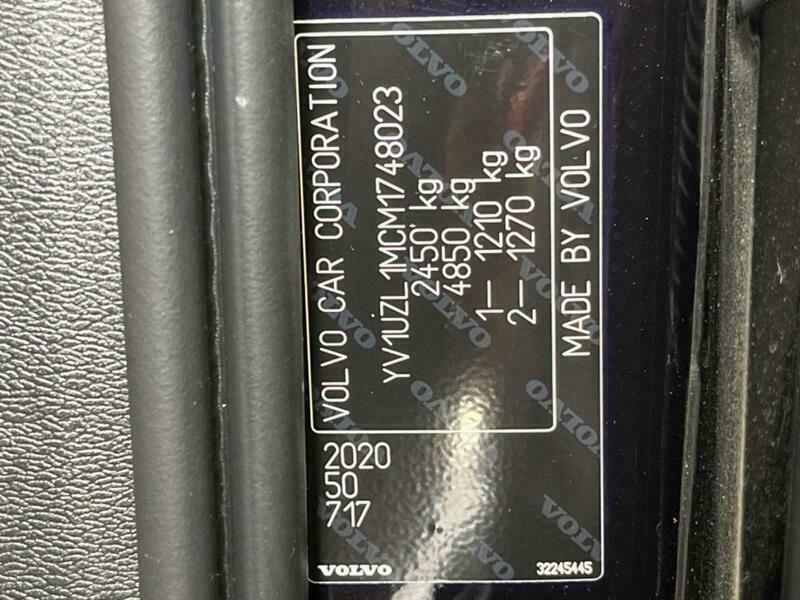 VOLVO CAR CORPORATION
YV1UZL1MCM1748023
2450 kg
4850 kg
1— 1210 kg
2— 1270 kg
MADE BY VOLVO
2020
50
717
VOLVO
32245445